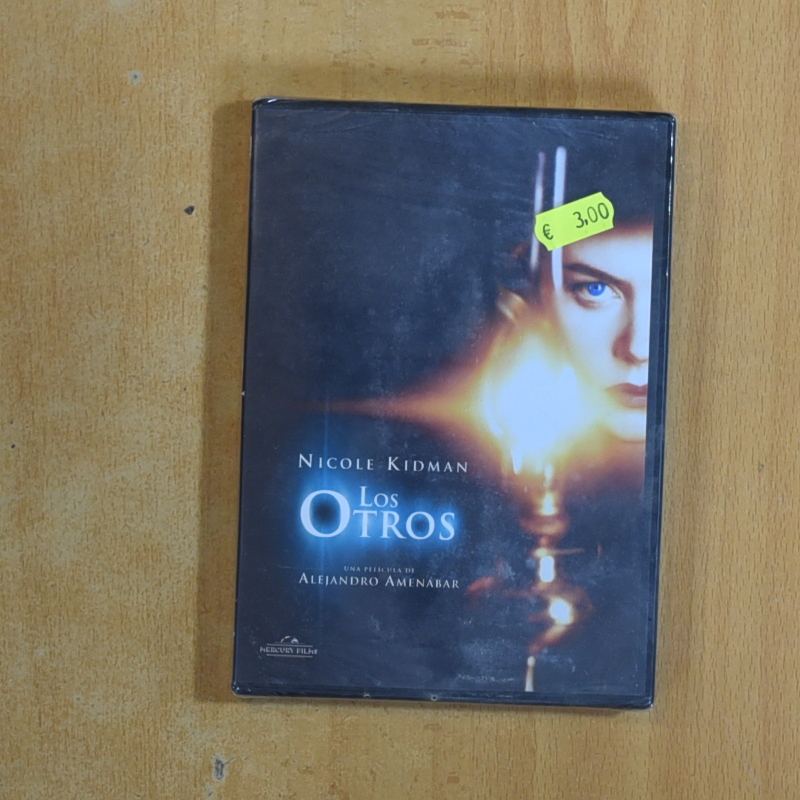 € 3,00
NICOLE KIDMAN
LOS
OTROS
UNA PELÍCULA DE
ALEJANDRO AMENÁBAR
MERCURY FILMS